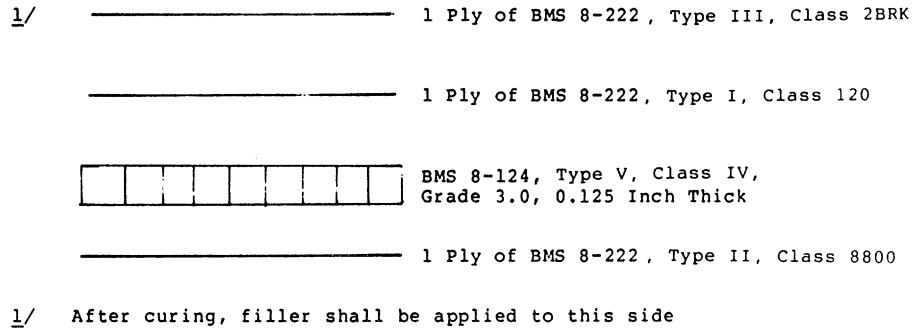 1/ 1 Ply of BMS 8-222, Type III, Class 2BRK
1 Ply of BMS 8-222, Type I, Class 120
BMS 8-124, Type V, Class IV,
Grade 3.0, 0.125 Inch Thick
1 Ply of BMS 8-222, Type II, Class 8800
1/ After curing, filler shall be applied to this side